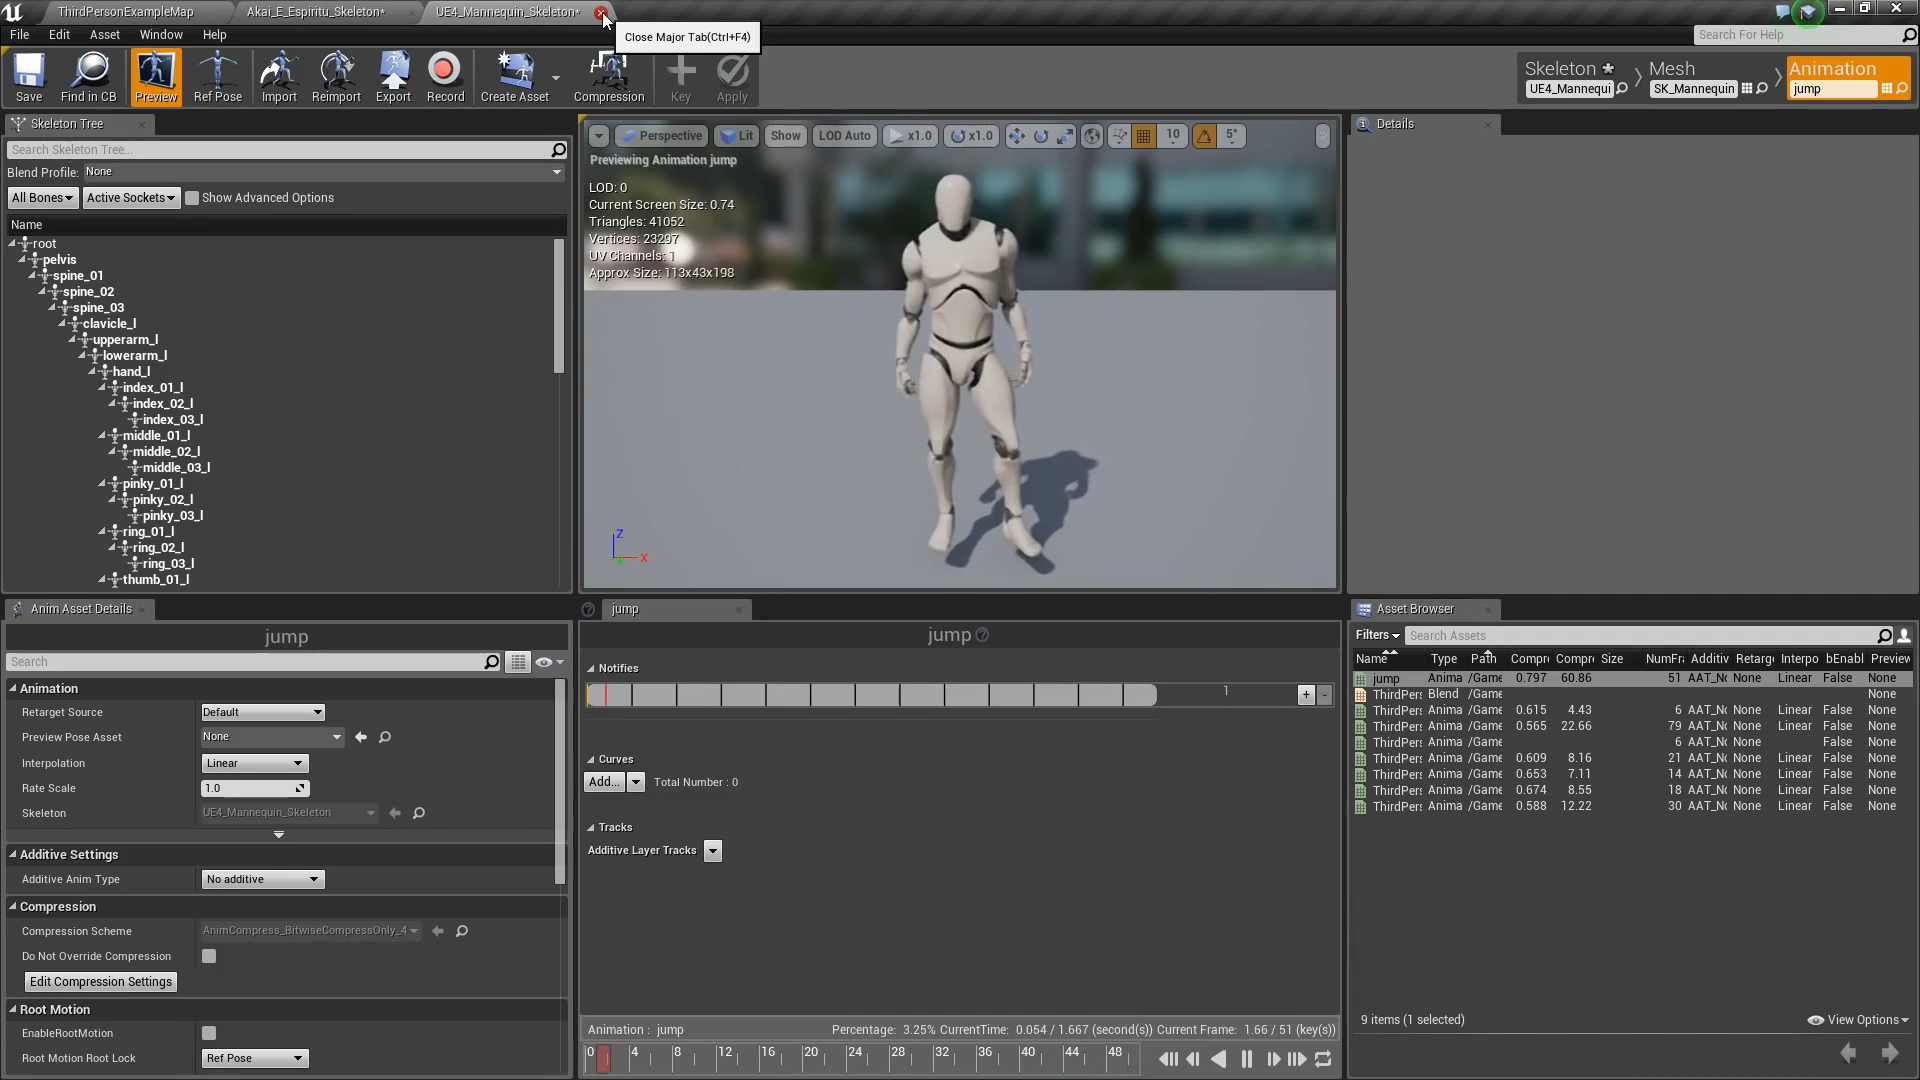 ThirdPersonExampleMap
Akai_E_Espiritu_Skeleton*
UE4_Mannequin_Skeleton*
Close Major Tab(Ctrl+F4)
File Edit Asset Window Help
Search For Help
Save Find in CB Preview Ref Pose Import Reimport Export Record Create Asset Compression Key Apply
Skeleton * Mesh Animation
UE4_Mannequi SK_Mannequin jump
Skeleton Tree
Search Skeleton Tree...
Blend Profile: None
All Bones Active Sockets Show Advanced Options
Name
root
pelvis
spine_01
spine_02
spine_03
clavicle_l
upperarm_l
lowerarm_l
hand_l
index_01_l
index_02_l
index_03_l
middle_01_l
middle_02_l
middle_03_l
pinky_01_l
pinky_02_l
pinky_03_l
ring_01_l
ring_02_l
ring_03_l
thumb_01_l
Perspective Lit Show LOD Auto x1.0 x1.0 10 5°
Previewing Animation jump
LOD: 0
Current Screen Size: 0.74
Triangles: 41052
Vertices: 23297
UV Channels: 1
Approx Size: 113x43x198
Z
X
Details
Anim Asset Details
jump
Search
Animation
Retarget Source Default
Preview Pose Asset None
Interpolation Linear
Rate Scale 1.0
Skeleton UE4_Mannequin_Skeleton
Additive Settings
Additive Anim Type No additive
Compression
Compression Scheme AnimCompress_BitwiseCompressOnly_4
Do Not Override Compression
Edit Compression Settings
Root Motion
EnableRootMotion
Root Motion Root Lock Ref Pose
jump
jump
Notifies
1 + -
Curves
Add... Total Number : 0
Tracks
Additive Layer Tracks
Animation : jump Percentage: 3.25% CurrentTime: 0.054 / 1.667 (second(s)) Current Frame: 1.66 / 51 (key(s))
0 4 8 12 16 20 24 28 32 36 40 44 48
Asset Browser
Filters Search Assets
Name Type Path Compr Compr Size NumFr Additiv Retarg Interpo bEnabl Preview
jump Anima /Game 0.797 60.86 51 AAT_No None Linear False None
ThirdPers Blend /Game None
ThirdPers Anima /Game 0.615 4.43 6 AAT_No None Linear False None
ThirdPers Anima /Game 0.565 22.66 79 AAT_No None Linear False None
ThirdPers Anima /Game 6 AAT_No None False None
ThirdPers Anima /Game 0.609 8.16 21 AAT_No None Linear False None
ThirdPers Anima /Game 0.653 7.11 14 AAT_No None Linear False None
ThirdPers Anima /Game 0.674 8.55 18 AAT_No None Linear False None
ThirdPers Anima /Game 0.588 12.22 30 AAT_No None Linear False None
9 items (1 selected)
View Options